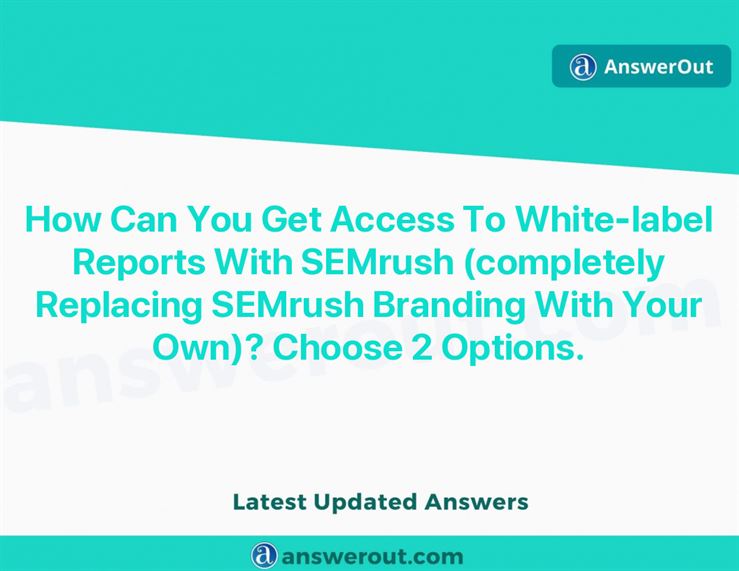 AnswerOut
How Can You Get Access To White-label
Reports With SEMrush (completely
Replacing SEMrush Branding With Your
Own)? Choose 2 Options.
answerout.com
Latest Updated Answers
answerout.com